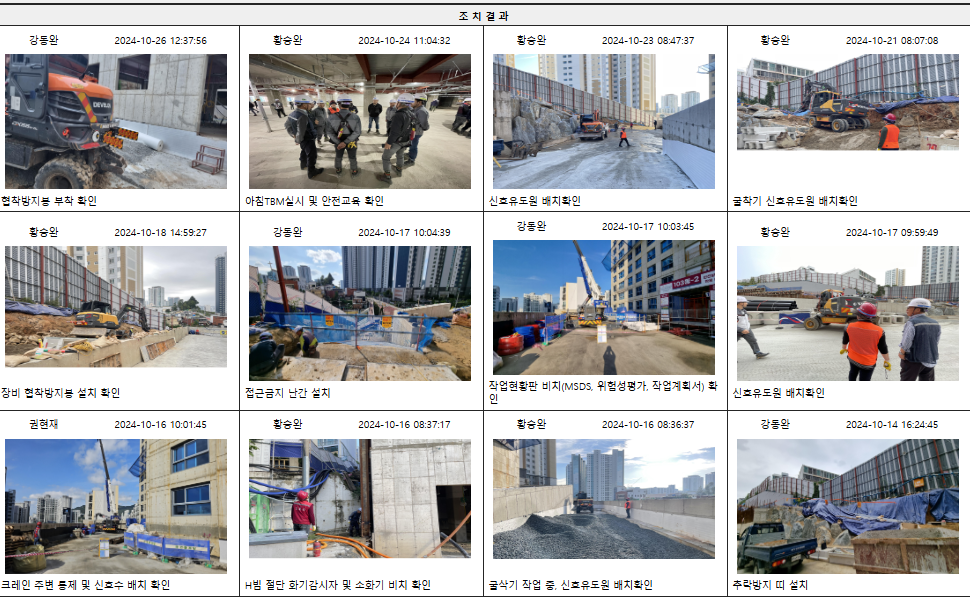 조 치 결 과
강동완 2024-10-26 12:37:56
황승완 2024-10-24 11:04:32
황승완 2024-10-23 08:47:37
황승완 2024-10-21 08:07:08
DEVELON
협착방지봉 부착 확인
아침TBM실시 및 안전교육 확인
신호유도원 배치확인
굴착기 신호유도원 배치확인
황승완 2024-10-18 14:59:27
강동완 2024-10-17 10:04:39
강동완 2024-10-17 10:03:45
황승완 2024-10-17 09:59:49
103동-2
장비 협착방지봉 설치 확인
접근금지 난간 설치
작업현황판 비치(MSDS, 위험성평가, 작업계획서) 확
인
신호유도원 배치확인
권현재 2024-10-16 10:01:45
황승완 2024-10-16 08:37:17
황승완 2024-10-16 08:36:37
강동완 2024-10-14 16:24:45
크레인 주변 통제 및 신호수 배치 확인
H빔 절단 화기감시자 및 소화기 비치 확인
굴삭기 작업 중, 신호유도원 배치확인
추락방지 띠 설치